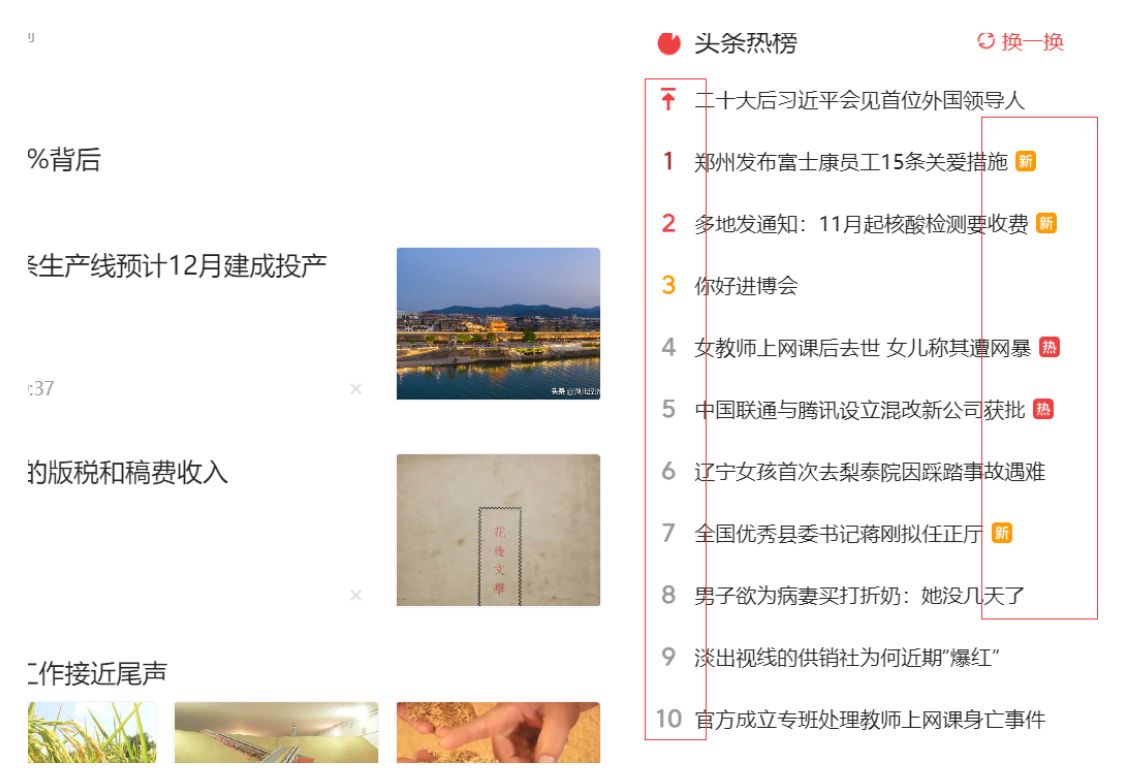 头条热榜
换一换
二十大后习近平会见首位外国领导人
1 郑州发布富士康员工15条关爱措施 新
2 多地发通知：11月起核酸检测要收费 新
3 你好进博会
4 女教师上网课后去世 女儿称其遭网暴 热
5 中国联通与腾讯设立混改新公司获批 热
6 辽宁女孩首次去梨泰院因踩踏事故遇难
7 全国优秀县委书记蒋刚拟任正厅 新
8 男子欲为病妻买打折奶：她没几天了
9 淡出视线的供销社为何近期“爆红”
10 官方成立专班处理教师上网课身亡事件
%背后
条生产线预计12月建成投产
:37
头条 @湖北经济
的版税和稿费收入
花边文學
工作接近尾声